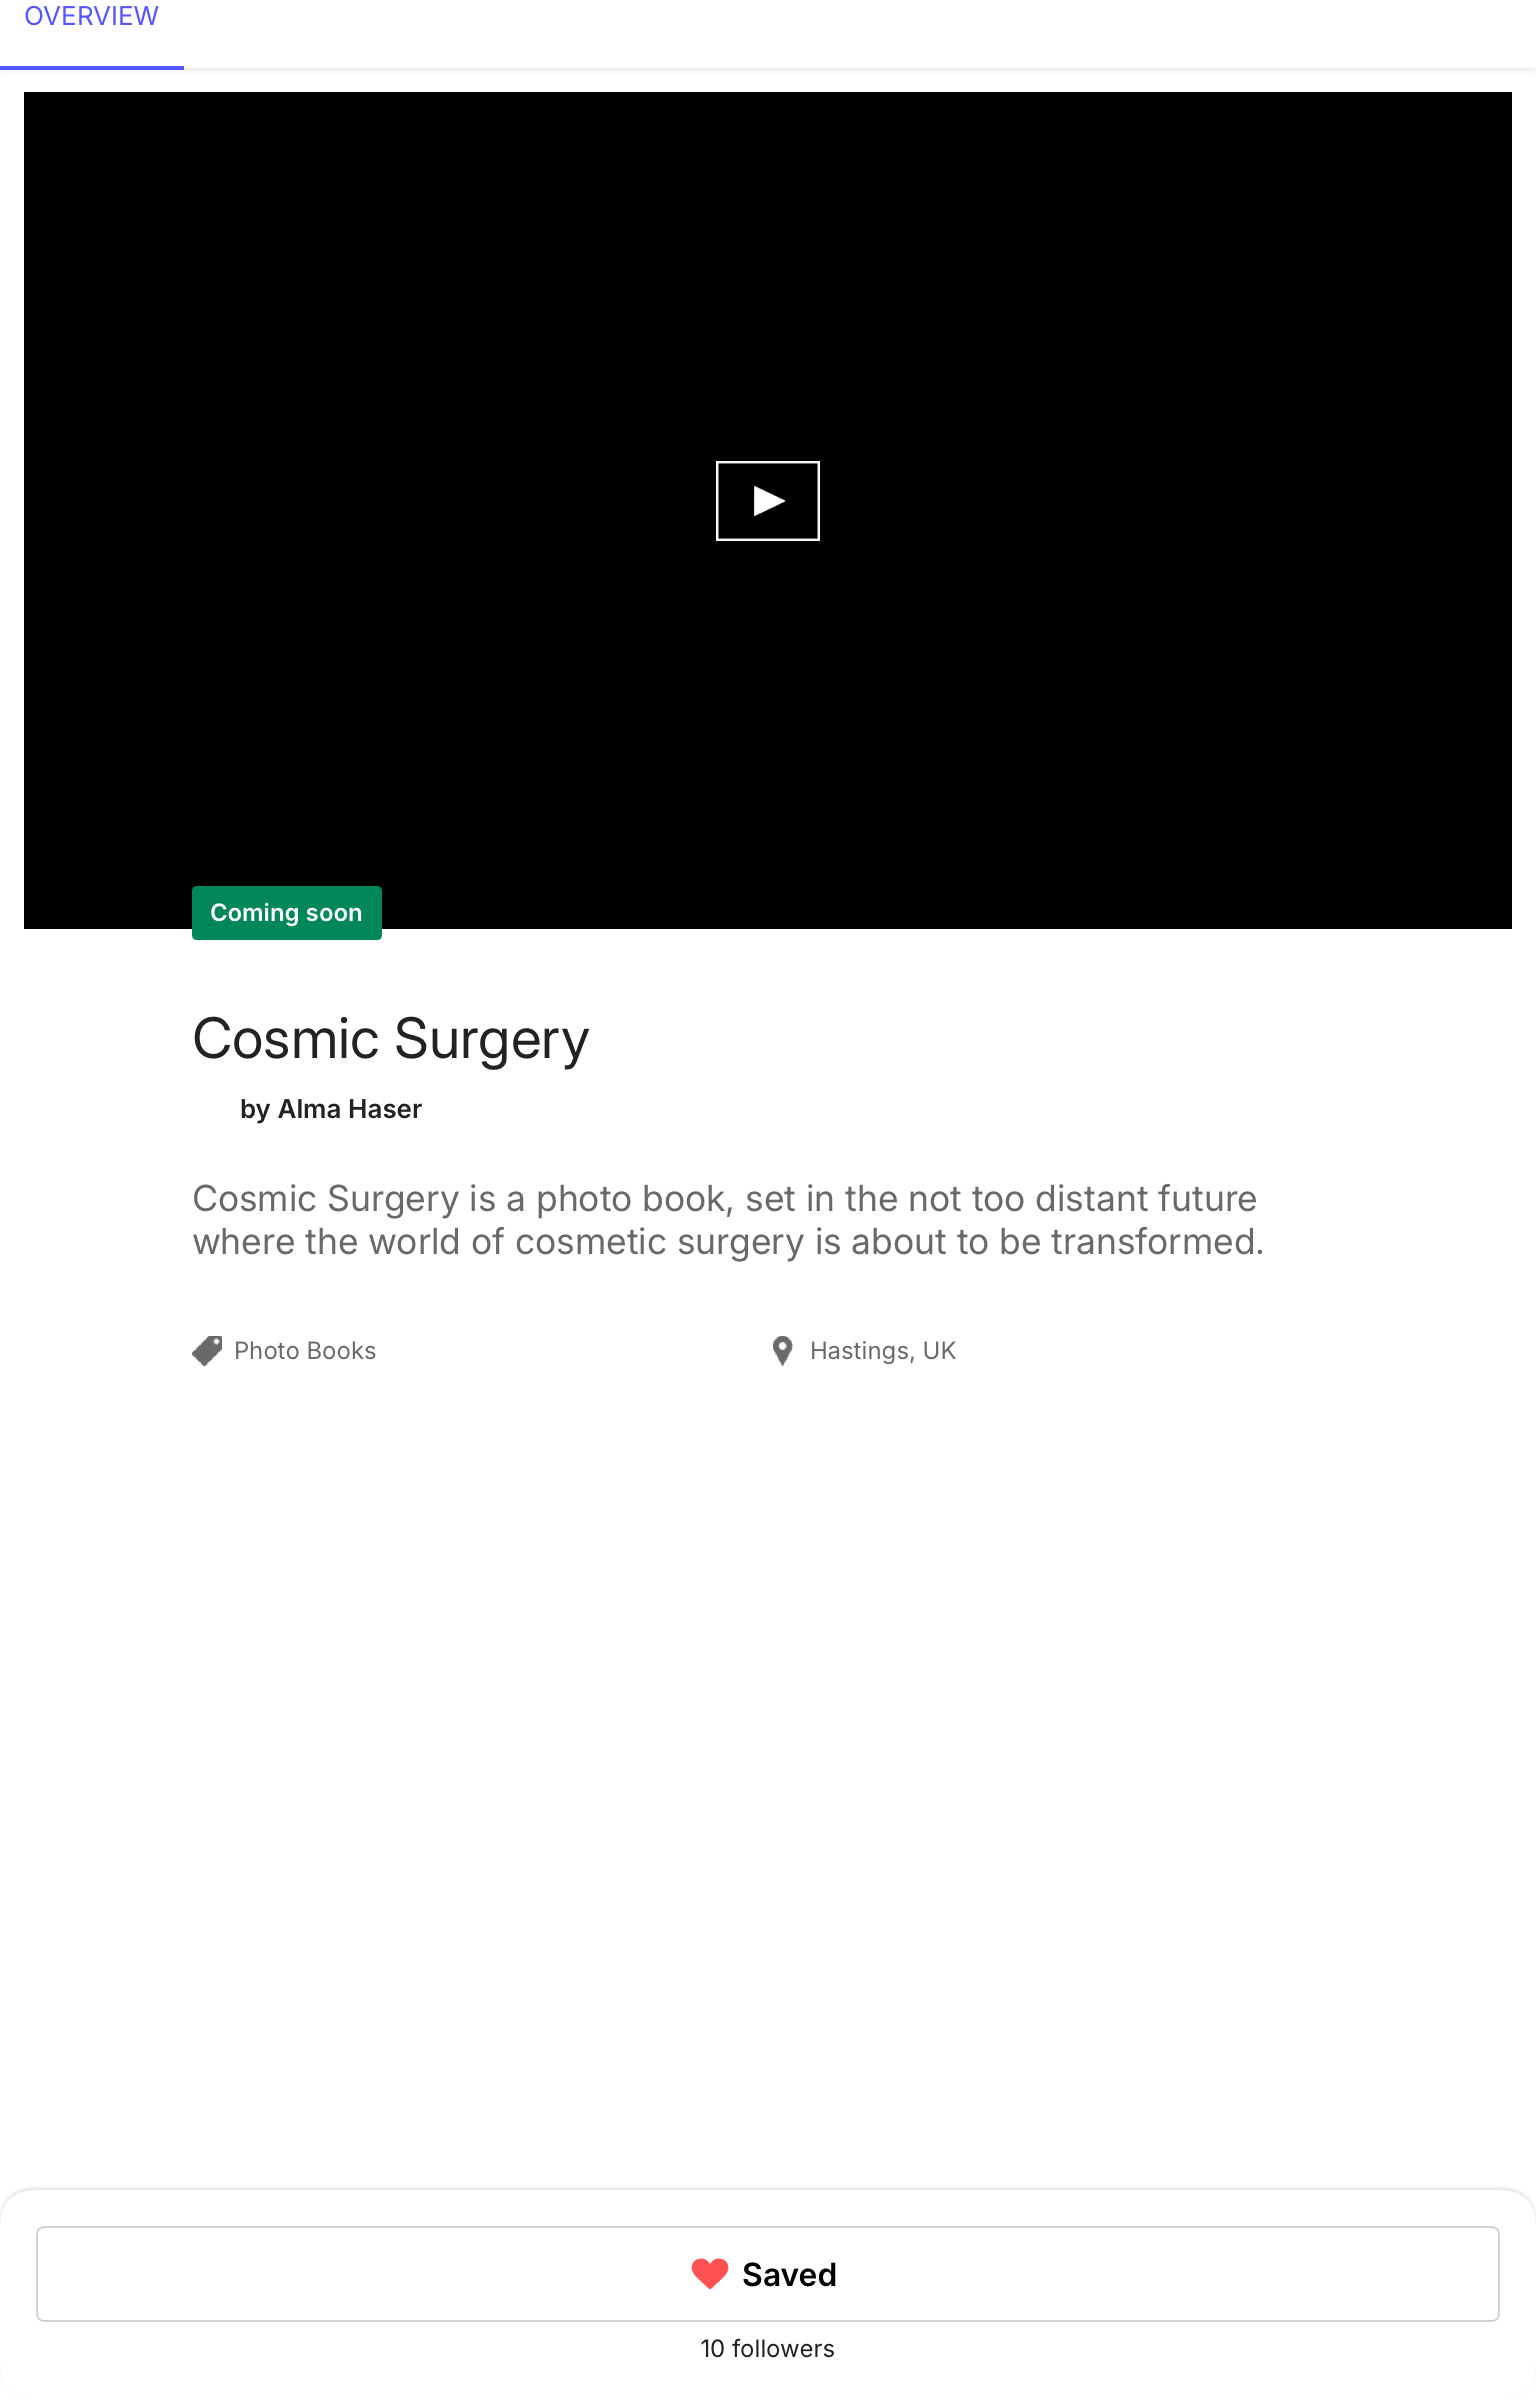 OVERVIEW
Coming soon
Cosmic Surgery
by Alma Haser
Cosmic Surgery is a photo book, set in the not too distant future
where the world of cosmetic surgery is about to be transformed.
Photo Books
Hastings, UK
Saved
10 followers